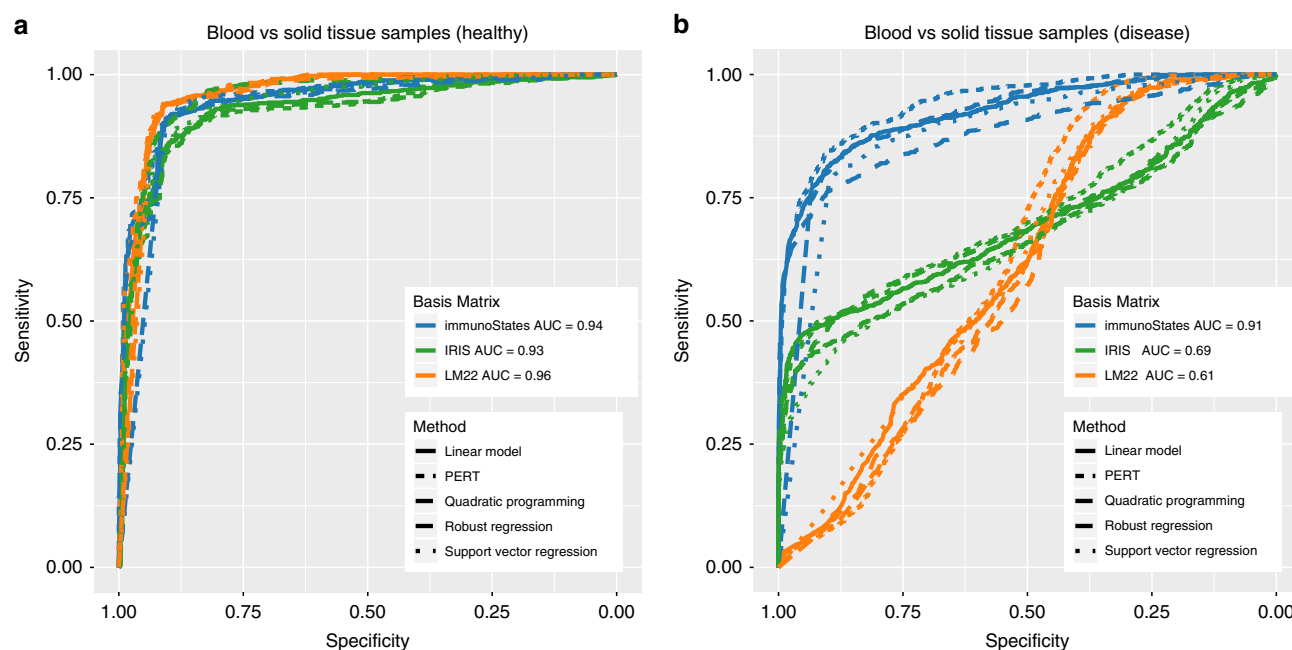 a
Blood vs solid tissue samples (healthy)
1.00
0.75
0.50
0.25
0.00
Sensitivity
Basis Matrix
immunoStates AUC = 0.94
IRIS AUC = 0.93
LM22 AUC = 0.96
Method
Linear model
PERT
Quadratic programming
Robust regression
Support vector regression
1.00 0.75 0.50 0.25 0.00
Specificity
b
Blood vs solid tissue samples (disease)
1.00
0.75
0.50
0.25
0.00
Sensitivity
Basis Matrix
immunoStates AUC = 0.91
IRIS AUC = 0.69
LM22 AUC = 0.61
Method
Linear model
PERT
Quadratic programming
Robust regression
Support vector regression
1.00 0.75 0.50 0.25 0.00
Specificity